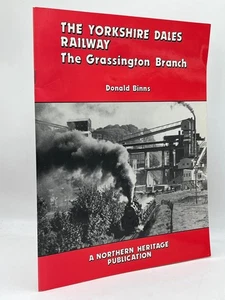 THE YORKSHIRE DALES
RAILWAY
The Grassington Branch
Donald Binns
A NORTHERN HERITAGE
PUBLICATION